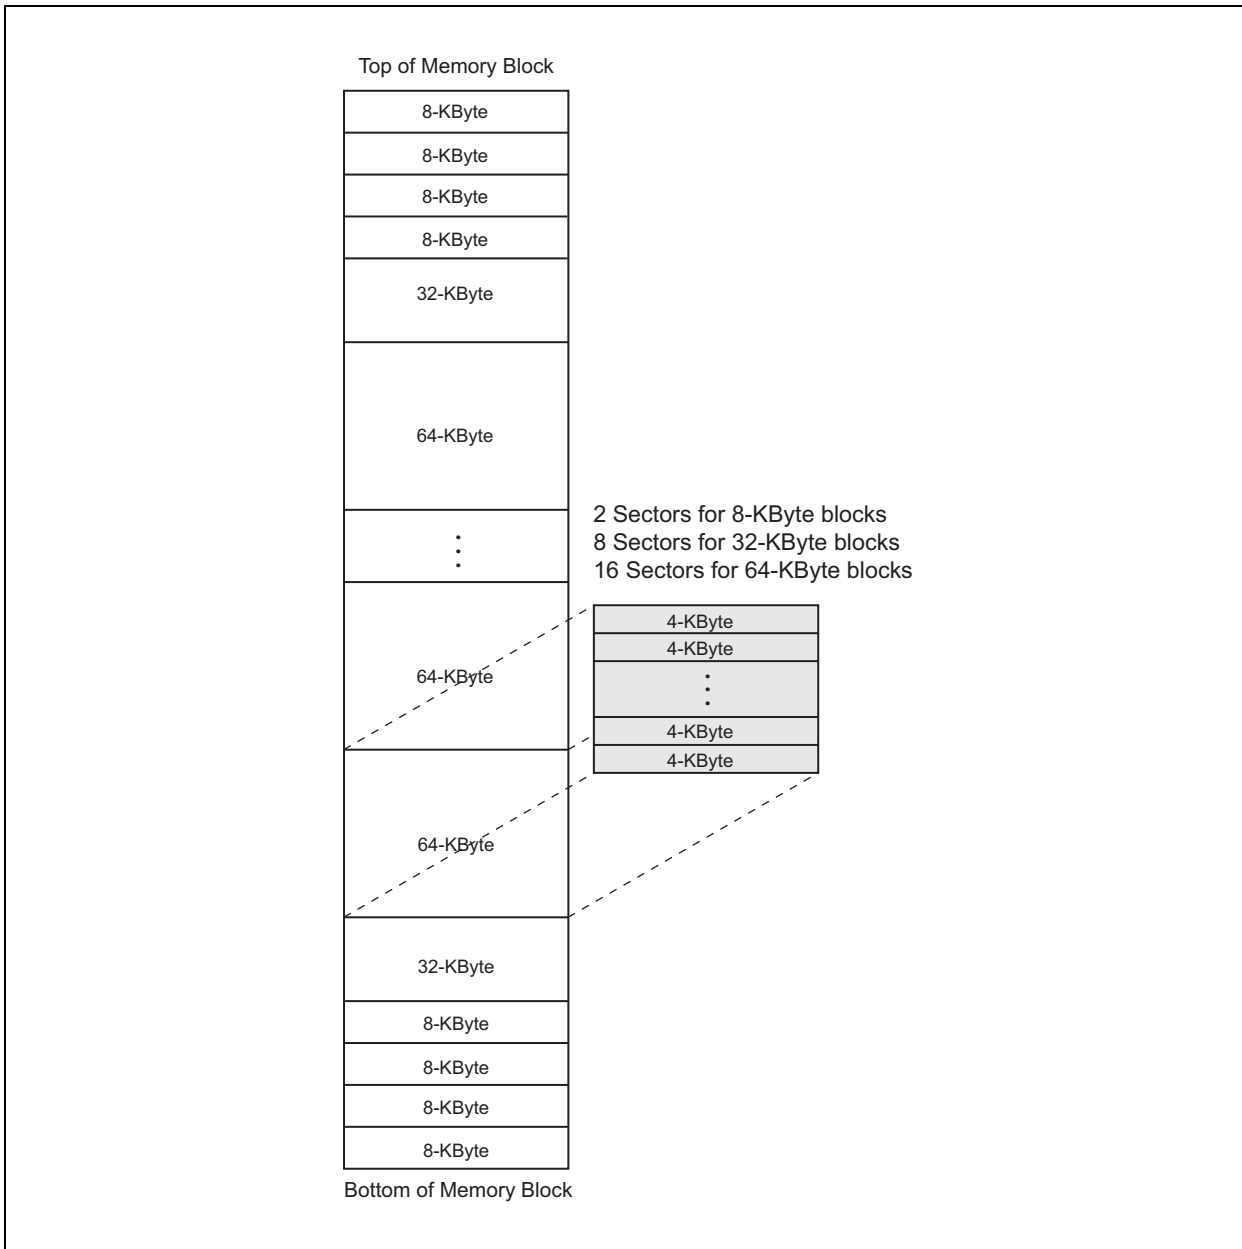 Top of Memory Block
8-KByte
8-KByte
8-KByte
8-KByte
32-KByte
64-KByte
2 Sectors for 8-KByte blocks
8 Sectors for 32-KByte blocks
16 Sectors for 64-KByte blocks
4-KByte
4-KByte
4-KByte
4-KByte
64-KByte
64-KByte
32-KByte
8-KByte
8-KByte
8-KByte
8-KByte
Bottom of Memory Block